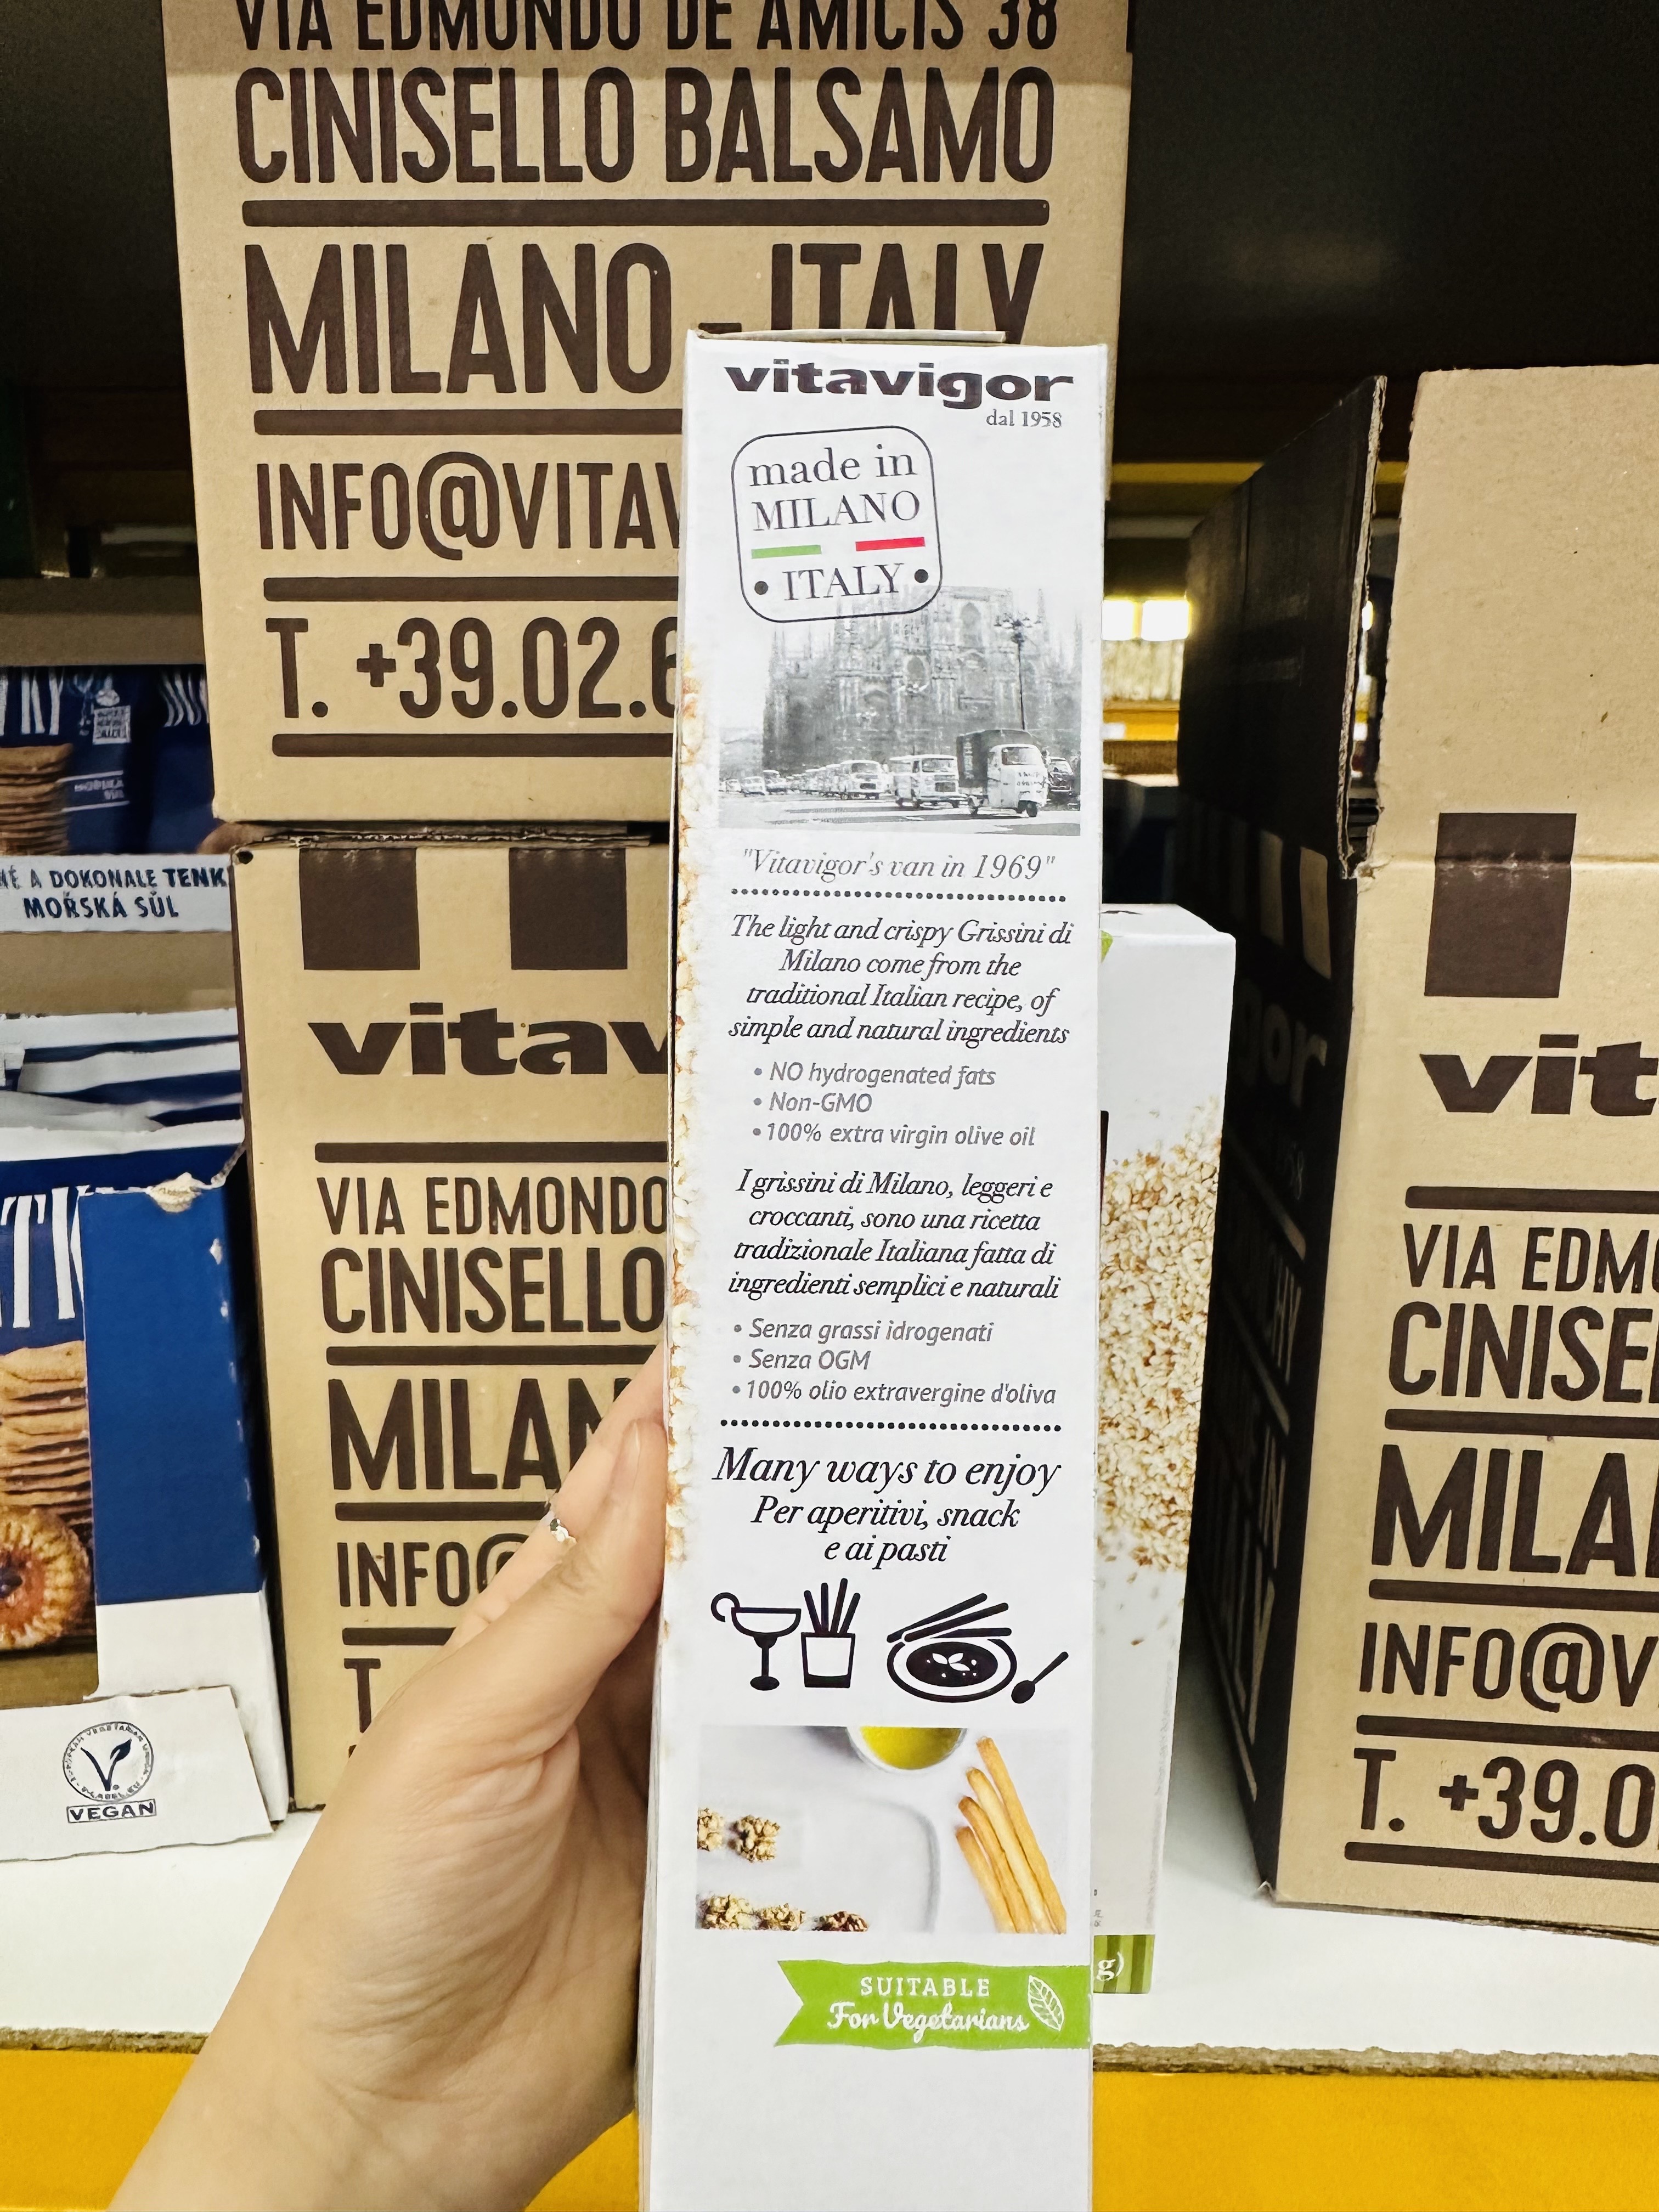 VIA EDMONDO DE AMICIS 38
CINISELLO BALSAMO
MILANO - ITALY
INFO@VITAV
T. +39.02.6
vitavigor
dal 1958
made in
MILANO
• ITALY •
"Vitavigor's van in 1969"
The light and crispy Grissini di
Milano come from the
traditional Italian recipe, of
simple and natural ingredients
• NO hydrogenated fats
• Non-GMO
• 100% extra virgin olive oil
I grissini di Milano, leggeri e
croccanti, sono una ricetta
tradizionale Italiana fatta di
ingredienti semplici e naturali
• Senza grassi idrogenati
• Senza OGM
• 100% olio extravergine d'oliva
Many ways to enjoy
Per aperitivi, snack
e ai pasti
SUITABLE
For Vegetarians
g)
A DOKONALE TENK
MOŘSKÁ SŮL
MOŘSKÁ
SŮL
VEGAN
vitav
VIA EDMONDO
CINISELLO
MILAN
INFO@
T
vit
VIA EDM
CINISE
MILA
INFO@V
T. +39.0